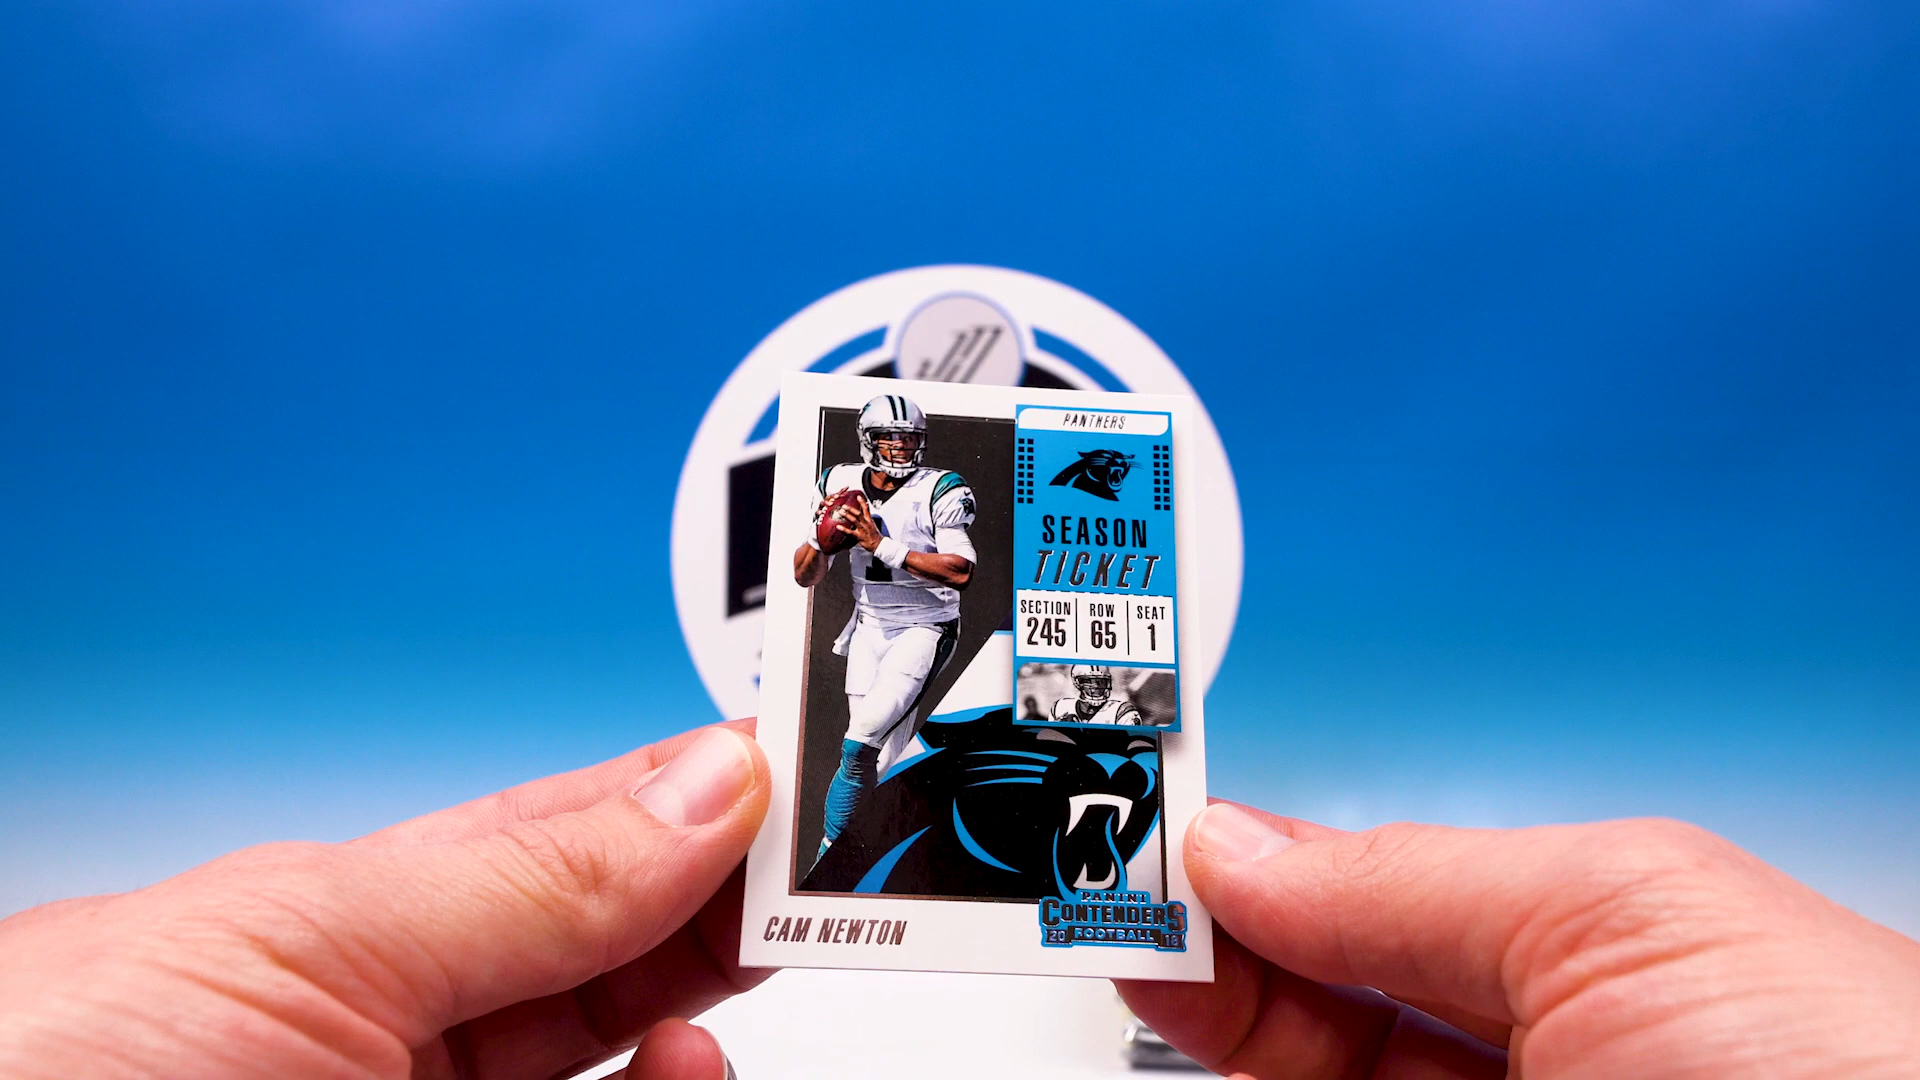 PANTHERS
SEASON
TICKET
SECTION ROW SEAT
245 65 1
CAM NEWTON
PANINI
CONTENDERS
20 FOOTBALL 18